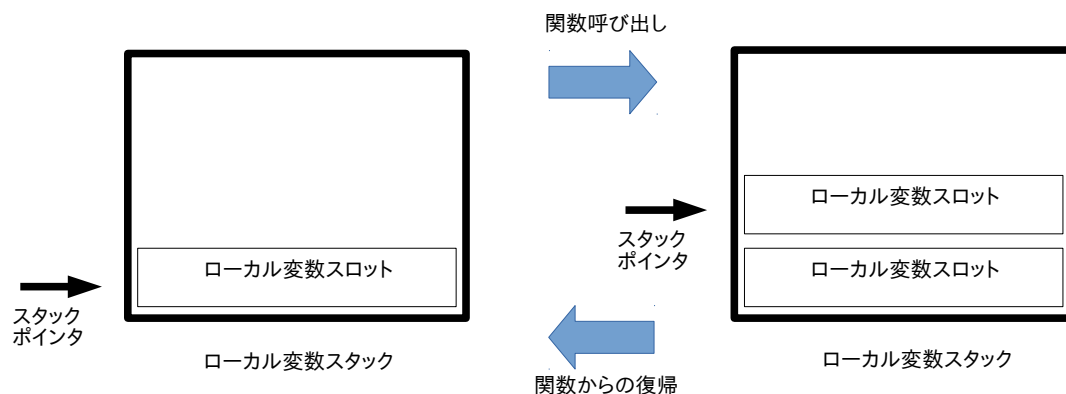 関数呼び出し
ローカル変数スロット
スタック
ポインタ
ローカル変数スタック
ローカル変数スロット
スタック
ポインタ
ローカル変数スロット
ローカル変数スタック
関数からの復帰